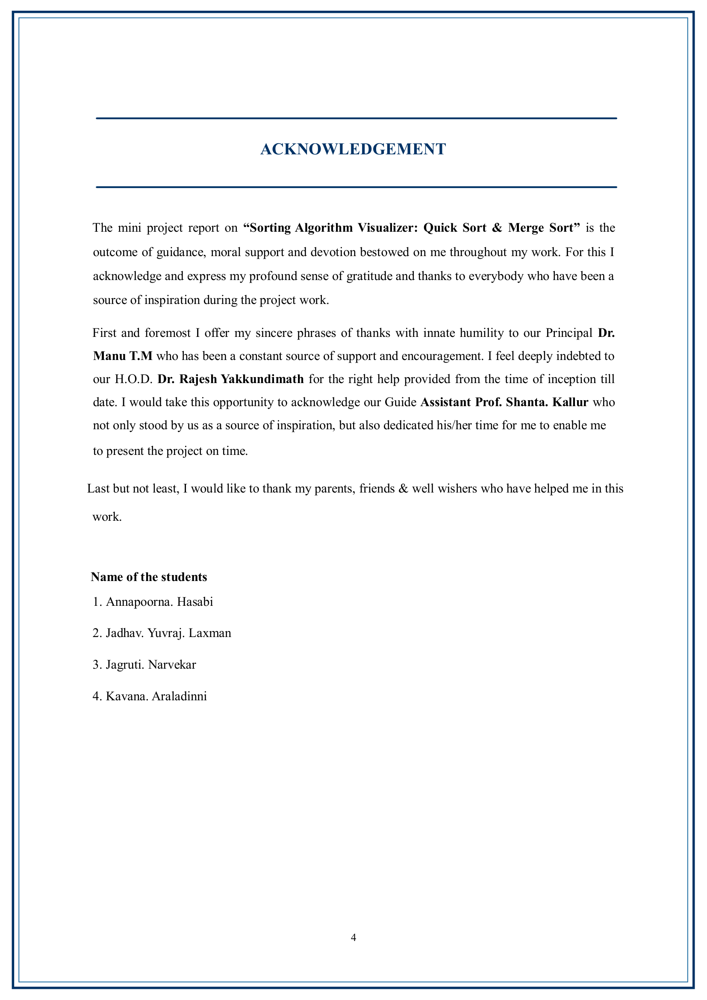 ACKNOWLEDGEMENT
The mini project report on “Sorting Algorithm Visualizer: Quick Sort & Merge Sort” is the
outcome of guidance, moral support and devotion bestowed on me throughout my work. For this I
acknowledge and express my profound sense of gratitude and thanks to everybody who have been a
source of inspiration during the project work.
First and foremost I offer my sincere phrases of thanks with innate humility to our Principal Dr.
Manu T.M who has been a constant source of support and encouragement. I feel deeply indebted to
our H.O.D. Dr. Rajesh Yakkundimath for the right help provided from the time of inception till
date. I would take this opportunity to acknowledge our Guide Assistant Prof. Shanta. Kallur who
not only stood by us as a source of inspiration, but also dedicated his/her time for me to enable me
to present the project on time.
Last but not least, I would like to thank my parents, friends & well wishers who have helped me in this
work.
Name of the students
1. Annapoorna. Hasabi
2. Jadhav. Yuvraj. Laxman
3. Jagruti. Narvekar
4. Kavana. Araladinni
4